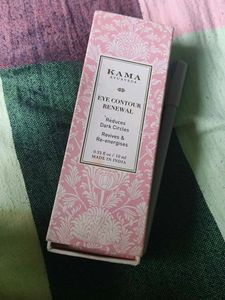 KAMA
AYURVEDA
EYE CONTOUR
RENEWAL
Reduces
Dark Circles
Revives &
Re-energises
0.33 fl oz / 10 ml
MADE IN INDIA